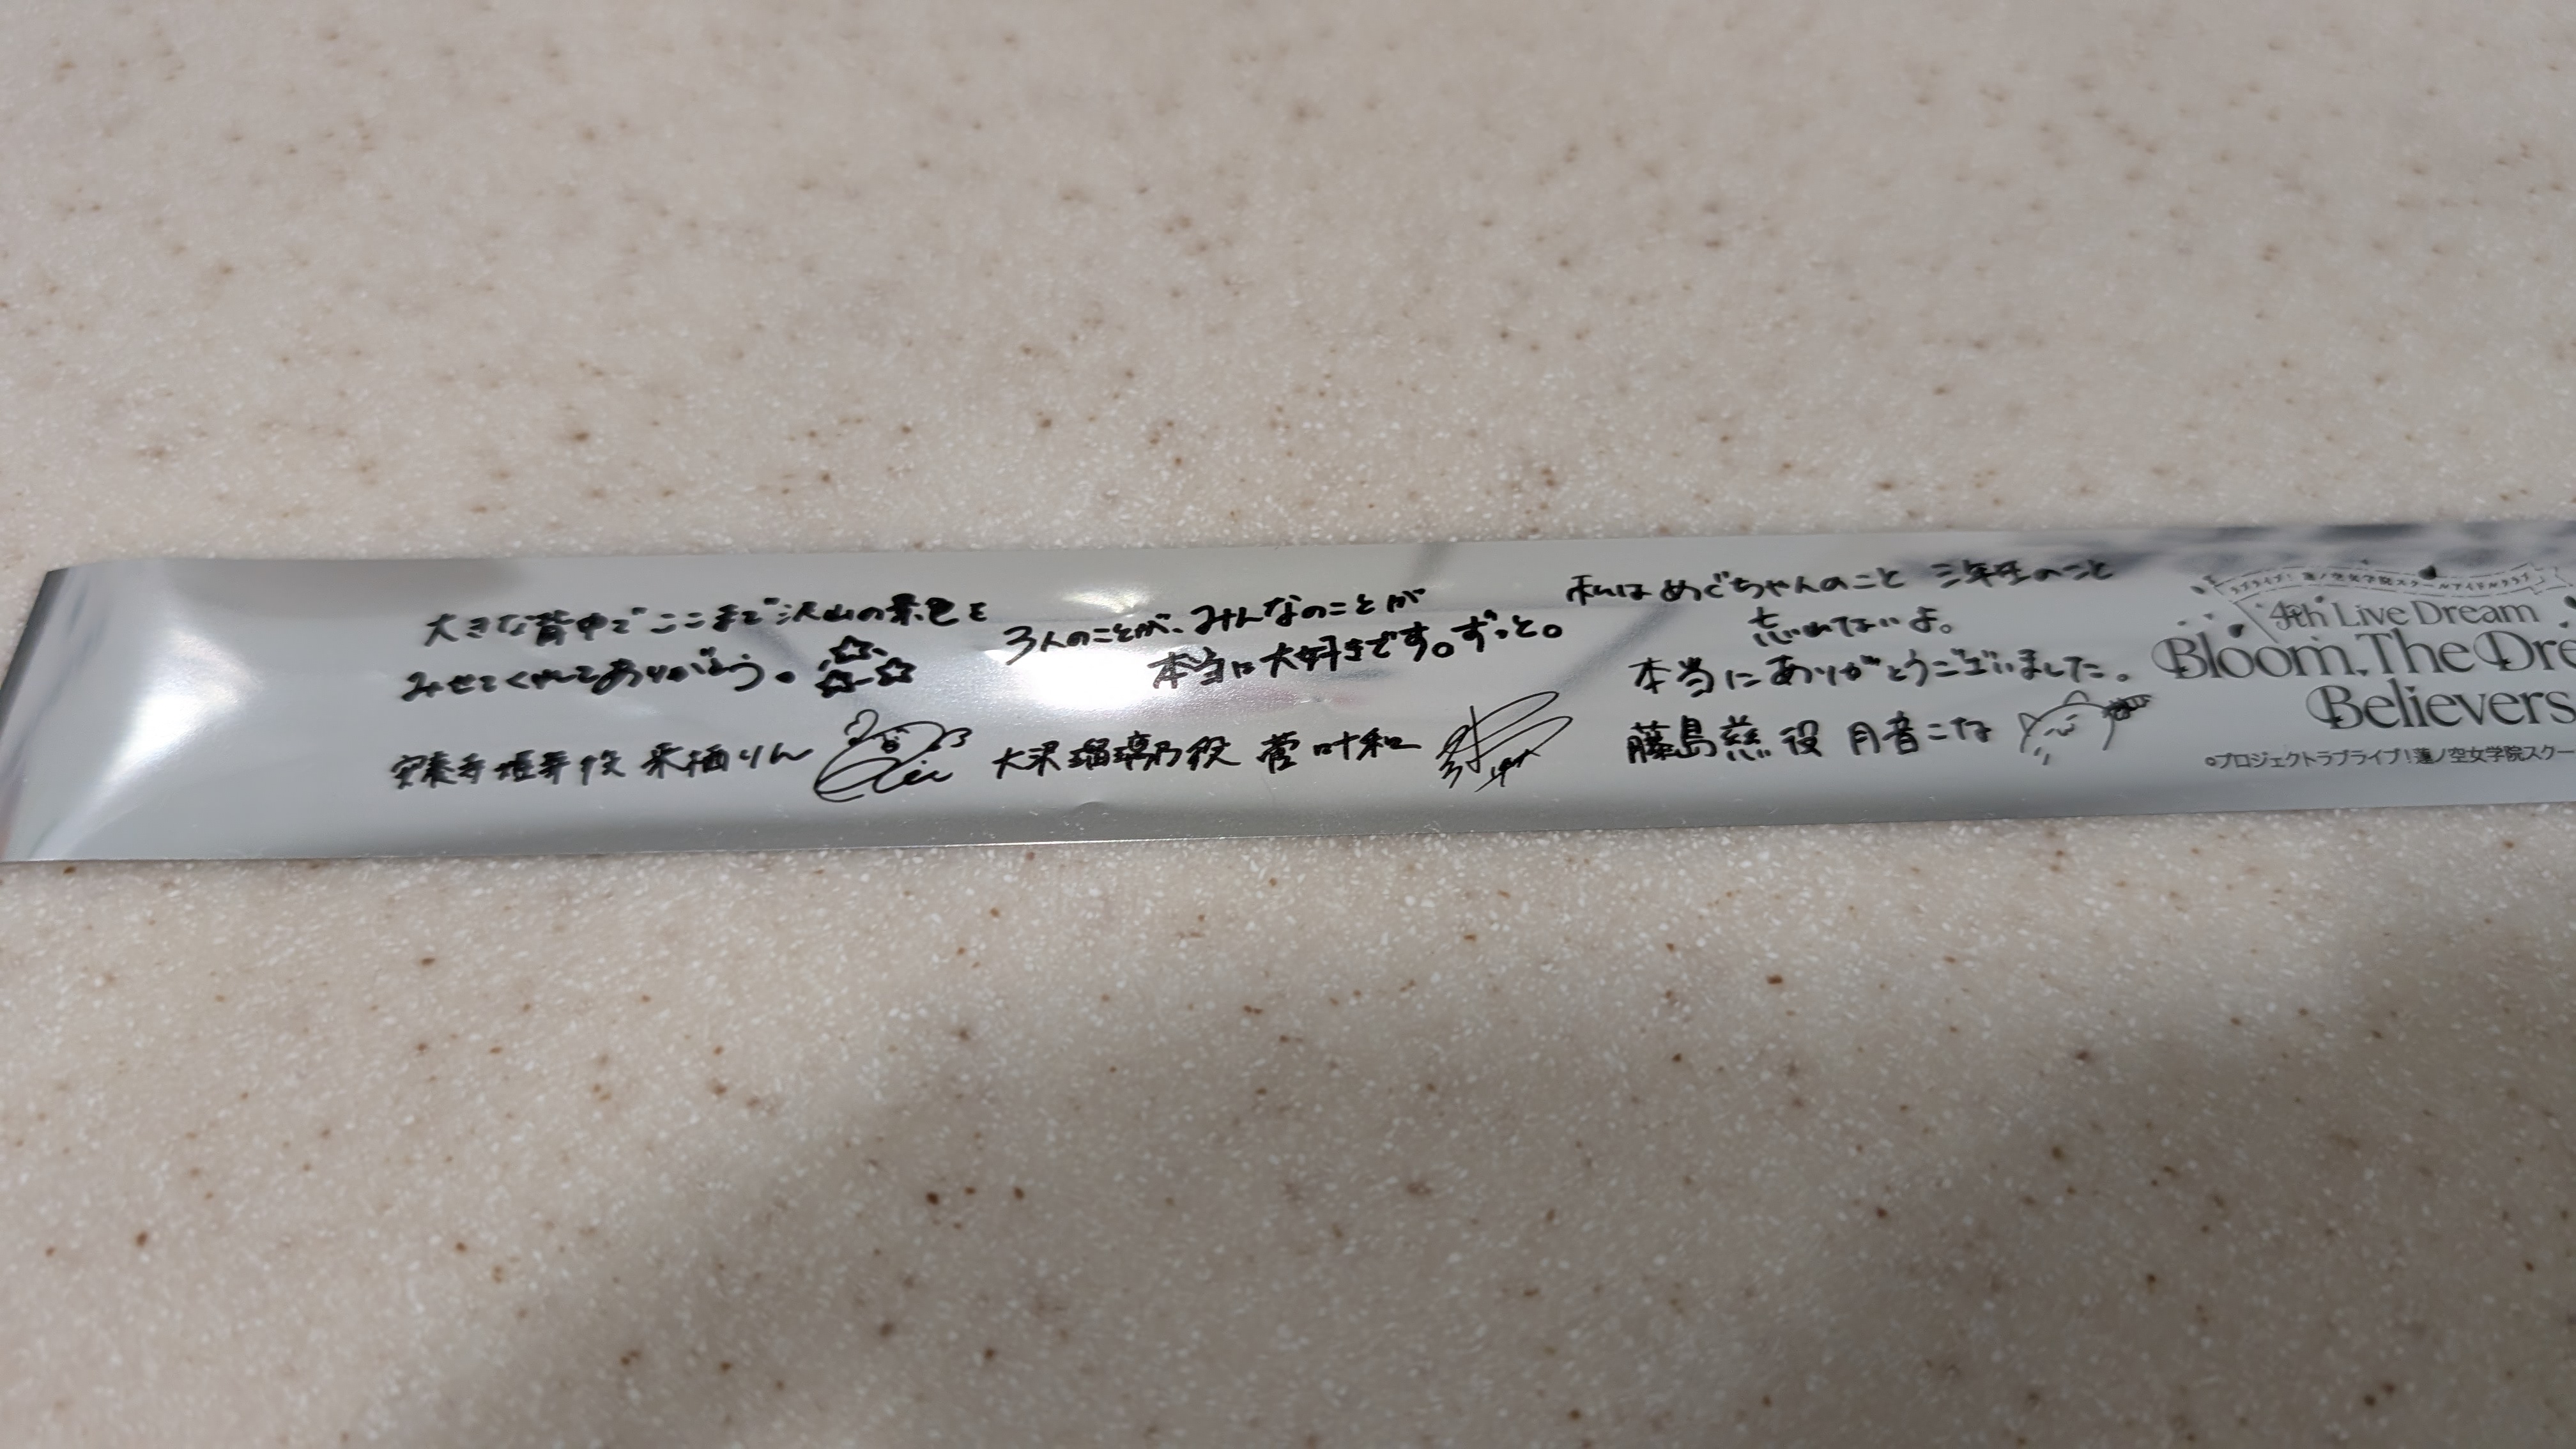 大きな背中でここまで沢山の景色を
みせてくれてありがとう。
安養寺姫芽役 来栖りん
3人のことが、みんなのことが
本当に大好きです。ずっと。
大沢瑠璃乃役 菅叶和
私はめぐちゃんのこと 三年生のこと
忘れないよ。
本当にありがとうございました。
藤島慈役 月音こな
ラブライブ!蓮ノ空女学院スクールアイドルクラブ
4th Live Dream
Bloom, The Dre
Believers
©プロジェクトラブライブ!蓮ノ空女学院スクー